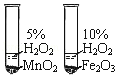 5% 10%
H₂O₂ H₂O₂
MnO₂ Fe₂O₃